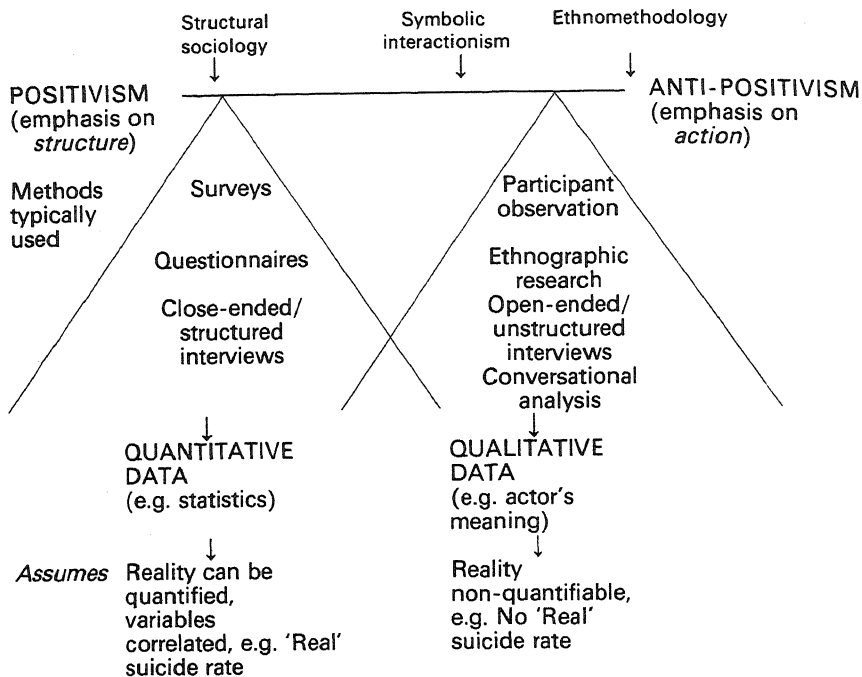 Structural
sociology
Symbolic
interactionism
Ethnomethodology
POSITIVISM
(emphasis on
structure)
ANTI-POSITIVISM
(emphasis on
action)
Methods
typically
used
Surveys
Questionnaires
Close-ended/
structured
interviews
Participant
observation
Ethnographic
research
Open-ended/
unstructured
interviews
Conversational
analysis
QUANTITATIVE
DATA
(e.g. statistics)
QUALITATIVE
DATA
(e.g. actor's
meaning)
Assumes
Reality can be
quantified,
variables
correlated, e.g. 'Real'
suicide rate
Reality
non-quantifiable,
e.g. No 'Real'
suicide rate